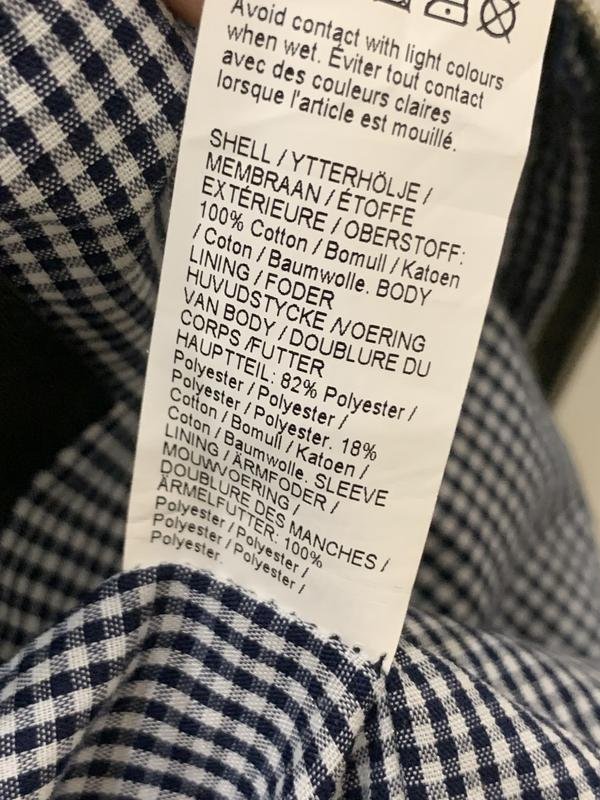 Avoid contact with light colours
when wet. Éviter tout contact
avec des couleurs claires
lorsque l'article est mouillé.
SHELL / YTTERHÖLJE /
MEMBRAAN / ÉTOFFE
EXTÉRIEURE / OBERSTOFF:
100% Cotton / Bomull / Katoen
/ Coton / Baumwolle. BODY
LINING / FODER
HUVUDSTYCKE /VOERING
VAN BODY / DOUBLURE DU
CORPS /FUTTER
HAUPTTEIL: 82% Polyester /
Polyester / Polyester /
Polyester / Polyester. 18%
Cotton / Bomull / Katoen /
Coton / Baumwolle. SLEEVE
LINING / ÄRMFODER /
MOUWVOERING /
DOUBLURE DES MANCHES /
ÄRMELFUTTER: 100%
Polyester / Polyester /
Polyester / Polyester /
Polyester.